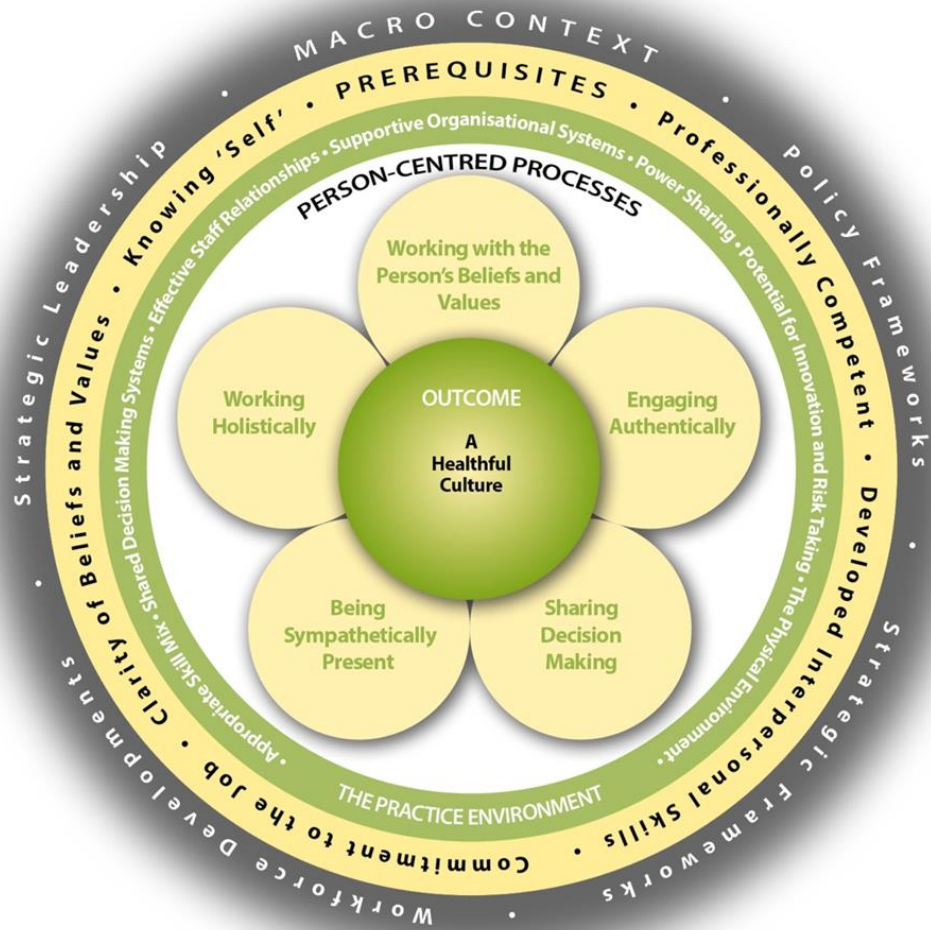 MACRO CONTEXT • Policy Frameworks • Strategic Frameworks • Workforce Developments • Strategic Leadership •
PREREQUISITES • Professionally Competent • Developed Interpersonal Skills • Commitment to the Job • Clarity of Beliefs and Values • Knowing ‘Self’ •
THE PRACTICE ENVIRONMENT
• Appropriate Skill Mix • Shared Decision Making Systems • Effective Staff Relationships • Supportive Organisational Systems • Power Sharing • Potential for Innovation and Risk Taking • The Physical Environment •
PERSON-CENTRED PROCESSES
Working with the
Person’s Beliefs and
Values
Engaging
Authentically
Sharing
Decision
Making
Being
Sympathetically
Present
Working
Holistically
OUTCOME
A
Healthful
Culture